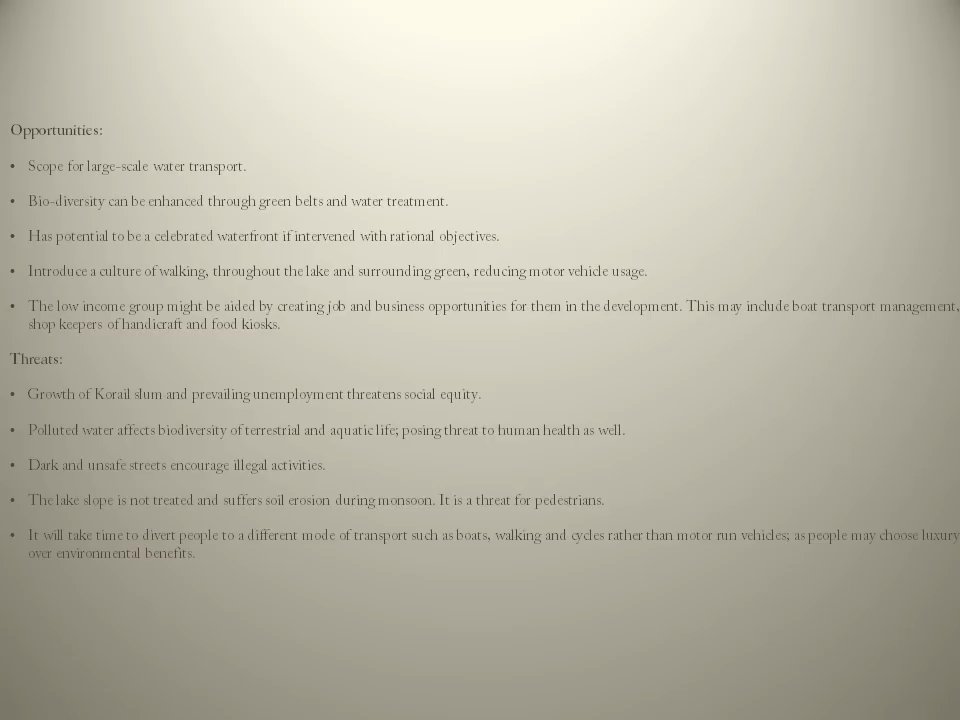 Opportunities:
• Scope for large-scale water transport.
• Bio-diversity can be enhanced through green belts and water treatment.
• Has potential to be a celebrated waterfront if intervened with rational objectives.
• Introduce a culture of walking, throughout the lake and surrounding green, reducing motor vehicle usage.
• The low income group might be aided by creating job and business opportunities for them in the development. This may include boat transport management,
shop keepers of handicraft and food kiosks.
Threats:
• Growth of Korail slum and prevailing unemployment threatens social equity.
• Polluted water affects biodiversity of terrestrial and aquatic life; posing threat to human health as well.
• Dark and unsafe streets encourage illegal activities.
• The lake slope is not treated and suffers soil erosion during monsoon. It is a threat for pedestrians.
• It will take time to divert people to a different mode of transport such as boats, walking and cycles rather than motor run vehicles; as people may choose luxury
over environmental benefits.